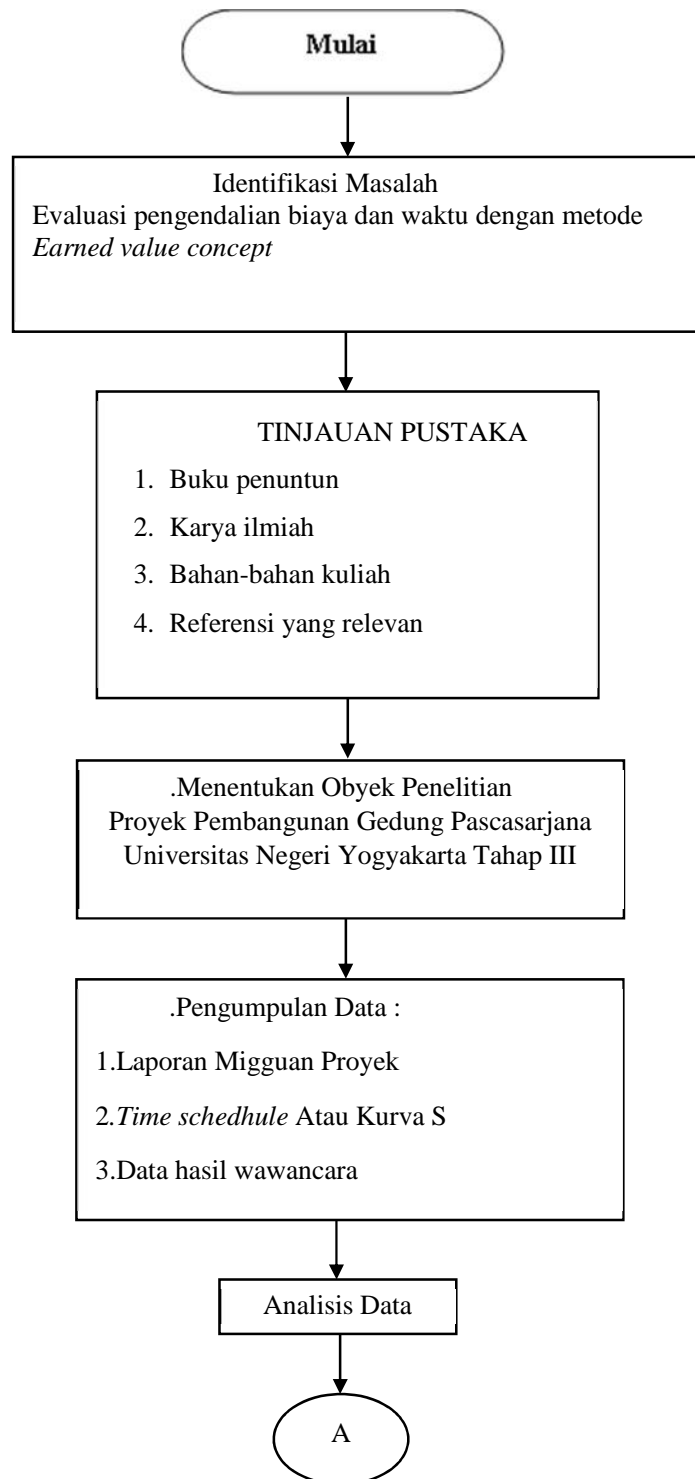 Mulai
Identifikasi Masalah
Evaluasi pengendalian biaya dan waktu dengan metode
Earned value concept
TINJAUAN PUSTAKA
1. Buku penuntun
2. Karya ilmiah
3. Bahan-bahan kuliah
4. Referensi yang relevan
.Menentukan Obyek Penelitian
Proyek Pembangunan Gedung Pascasarjana
Universitas Negeri Yogyakarta Tahap III
.Pengumpulan Data :
1.Laporan Migguan Proyek
2.Time schedhule Atau Kurva S
3.Data hasil wawancara
Analisis Data
A